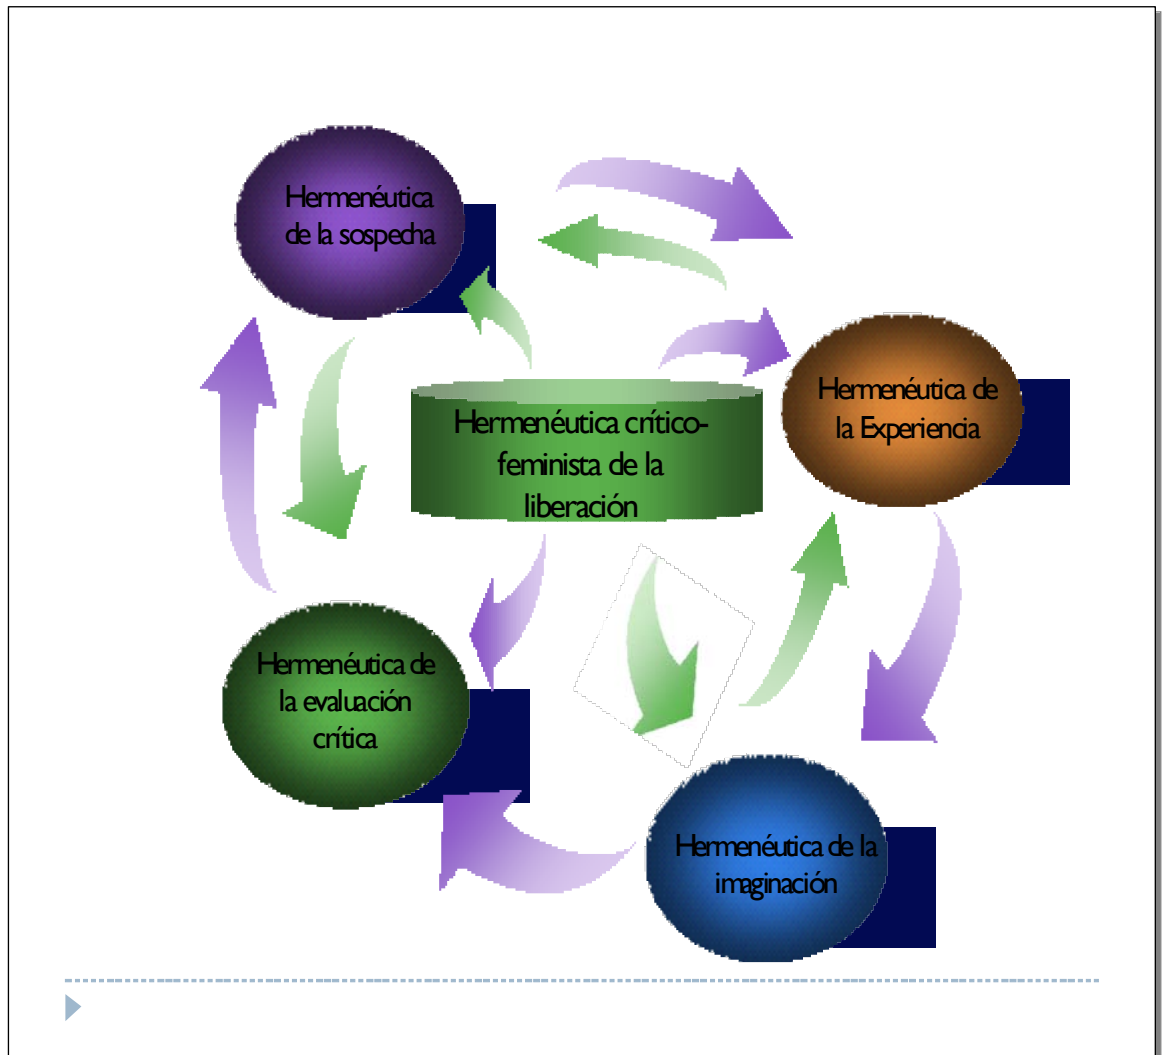 Hermenéutica
de la sospecha
Hermenéutica de
la Experiencia
Hermenéutica crítico-
feminista de la
liberación
Hermenéutica de
la evaluación
crítica
Hermenéutica de la
imaginación